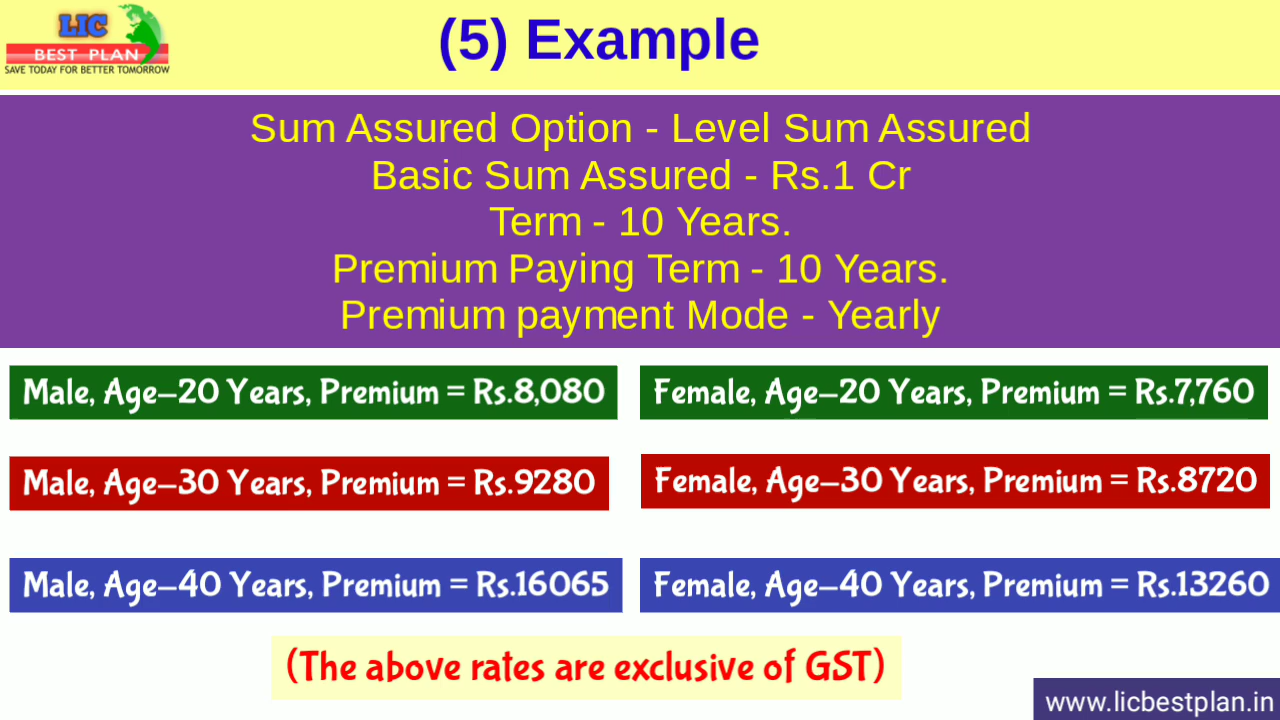 LIC
BEST PLAN
SAVE TODAY FOR BETTER TOMORROW
(5) Example
Sum Assured Option - Level Sum Assured
Basic Sum Assured - Rs.1 Cr
Term - 10 Years.
Premium Paying Term - 10 Years.
Premium payment Mode - Yearly
Male, Age-20 Years, Premium = Rs.8,080
Female, Age-20 Years, Premium = Rs.7,760
Male, Age-30 Years, Premium = Rs.9280
Female, Age-30 Years, Premium = Rs.8720
Male, Age-40 Years, Premium = Rs.16065
Female, Age-40 Years, Premium = Rs.13260
(The above rates are exclusive of GST)
www.licbestplan.in